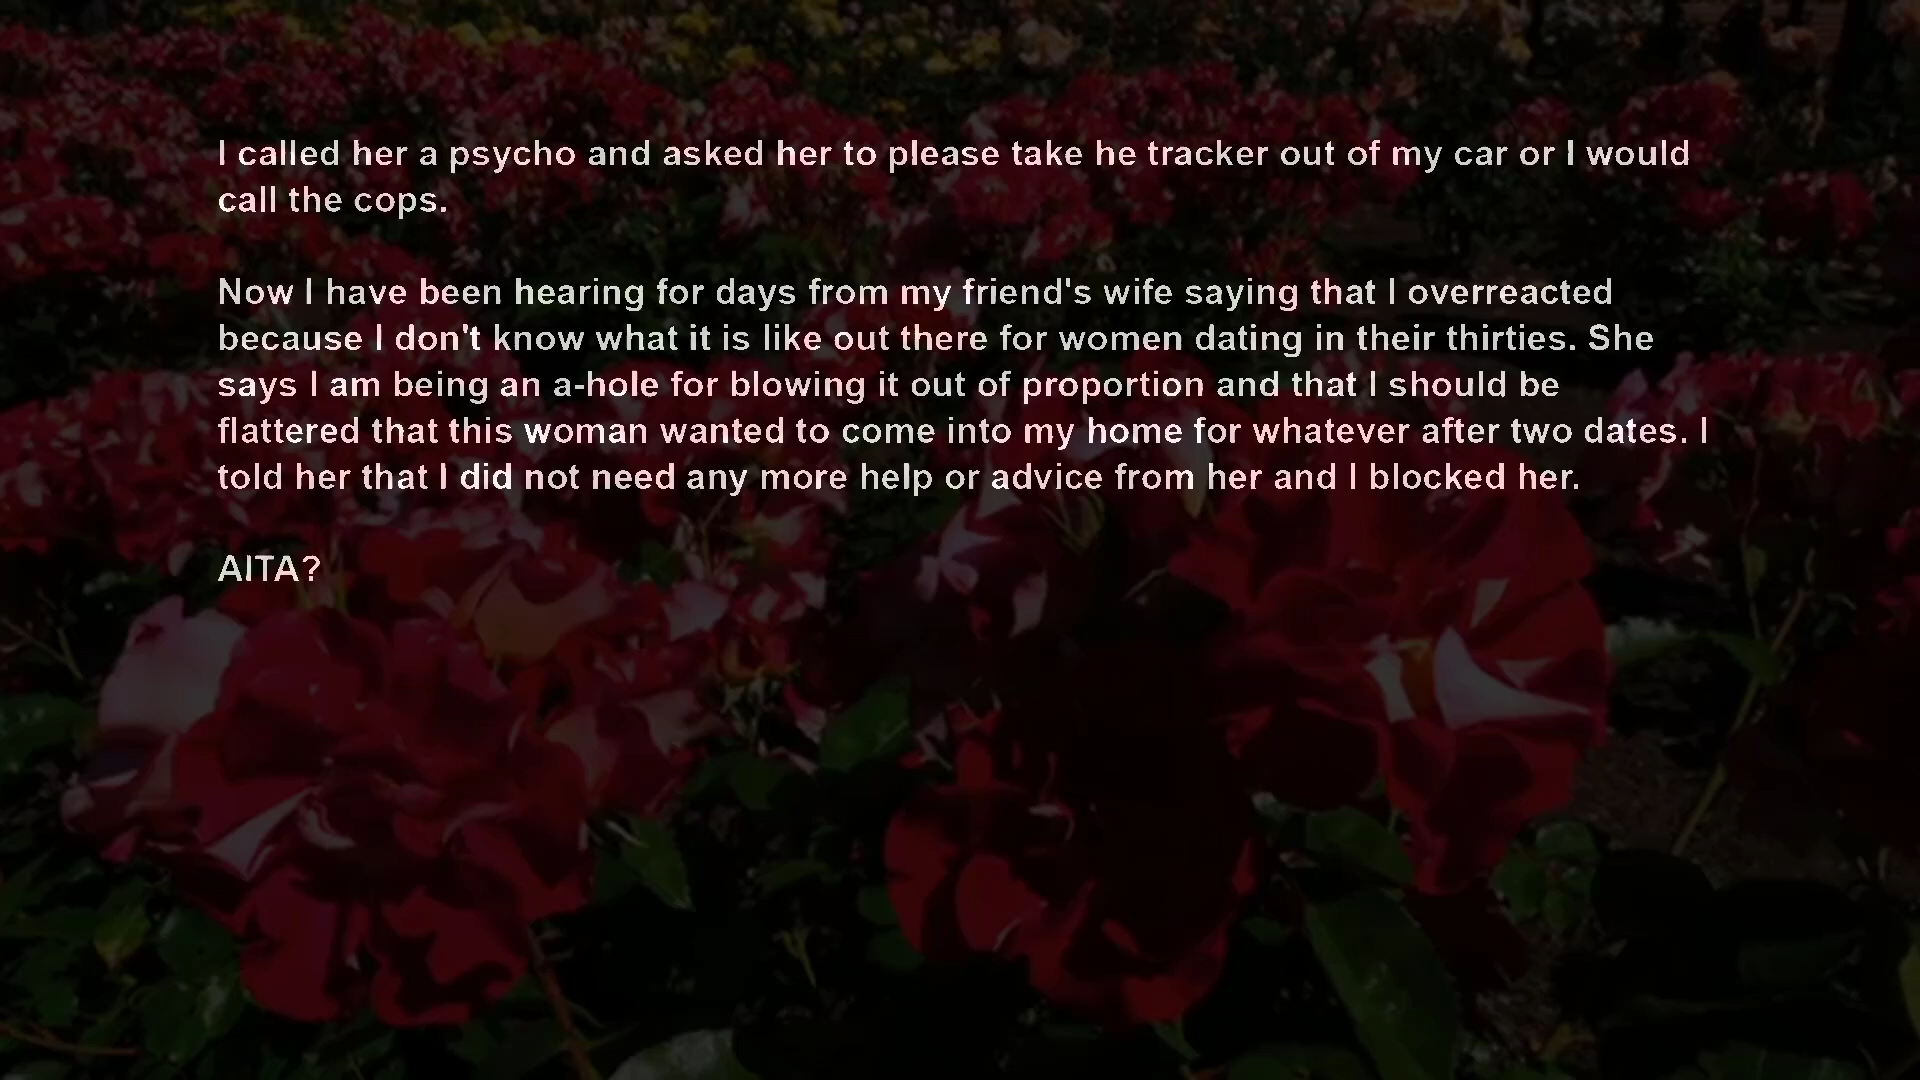 I called her a psycho and asked her to please take he tracker out of my car or I would
call the cops.
Now I have been hearing for days from my friend's wife saying that I overreacted
because I don't know what it is like out there for women dating in their thirties. She
says I am being an a-hole for blowing it out of proportion and that I should be
flattered that this woman wanted to come into my home for whatever after two dates. I
told her that I did not need any more help or advice from her and I blocked her.
AITA?